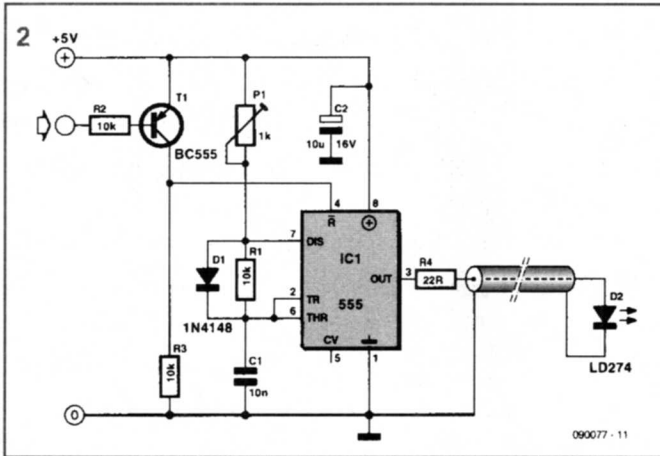 2
+5V
T1
P1
1k
C2
10u 16V
R2
10k
BC555
4
8
R
7
DIS
D1
R1
10k
IC1
OUT
3
R4
22R
2
TR
555
6
THR
1N4148
D2
CV
5
1
LD274
R3
10k
C1
10n
0
090077 - 11